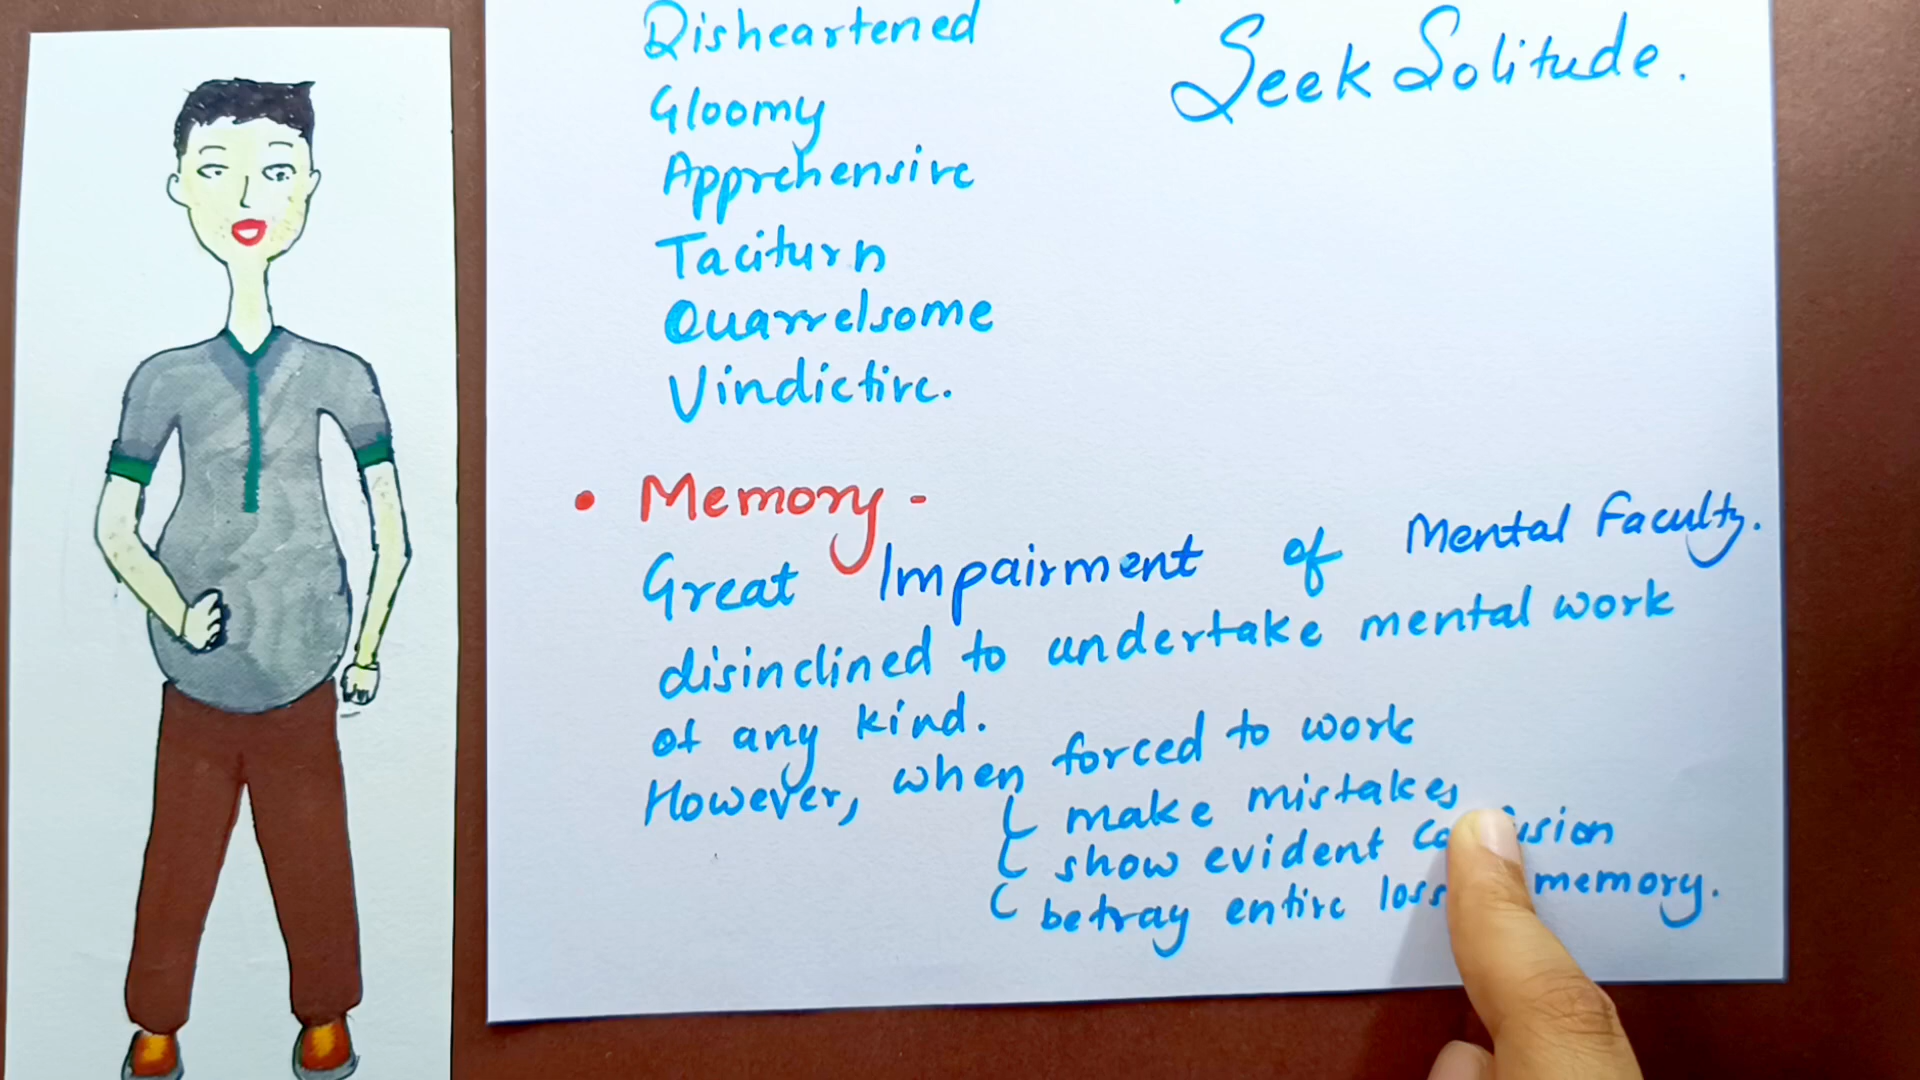 Disheartened
Seek Solitude.
Gloomy
Apprehensive
Taciturn
Quarrelsome
Vindictive.
• Memory -
Great Impairment of Mental Faculty.
disinclined to undertake mental work
of any kind.
However, when forced to work
make mistakes
show evident
betray entire loss memory.